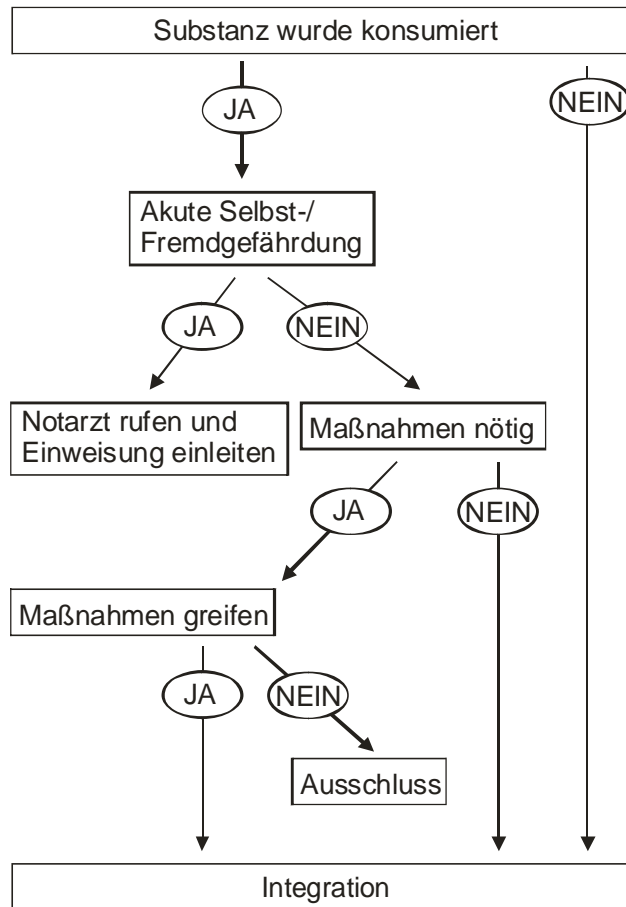 Substanz wurde konsumiert
JA
NEIN
Akute Selbst-/
Fremdgefährdung
JA
NEIN
Notarzt rufen und
Einweisung einleiten
Maßnahmen nötig
JA
NEIN
Maßnahmen greifen
JA
NEIN
Ausschluss
Integration